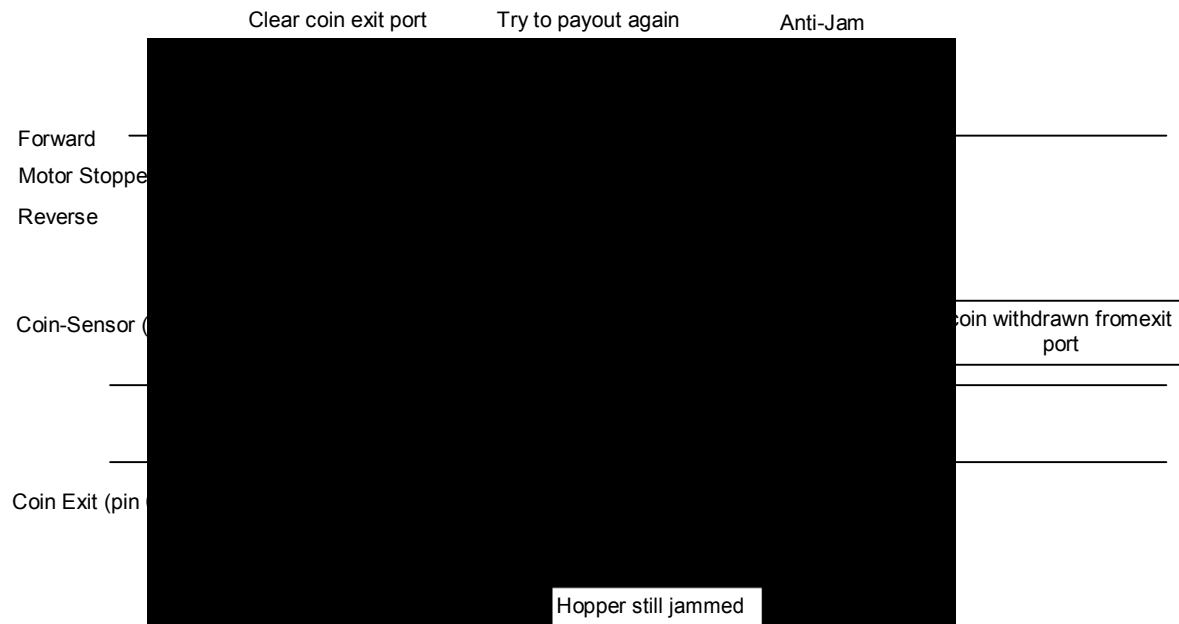 Clear coin exit port
Try to payout again
Anti-Jam
Forward
Motor Stoppe
Reverse
Coin-Sensor (
coin withdrawn fromexit
port
Coin Exit (pin
Hopper still jammed